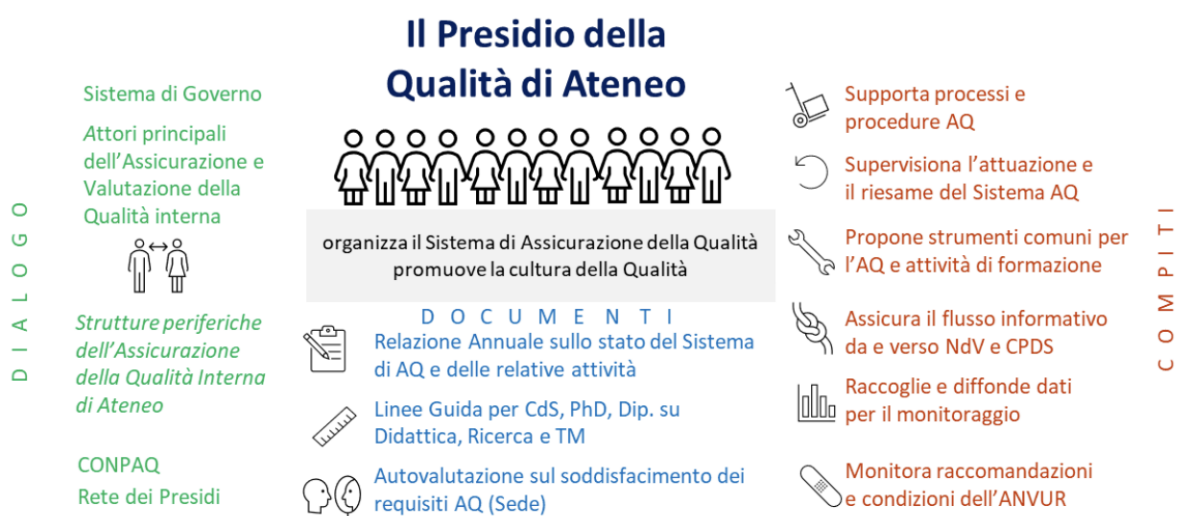 Il Presidio della
Qualità di Ateneo
organizza il Sistema di Assicurazione della Qualità
promuove la cultura della Qualità
DIALOGO
Sistema di Governo
Attori principali
dell'Assicurazione e
Valutazione della
Qualità interna
Strutture periferiche
dell'Assicurazione
della Qualità Interna
di Ateneo
CONPAQ
Rete dei Presidi
DOCUMENTI
Relazione Annuale sullo stato del Sistema
di AQ e delle relative attività
Linee Guida per CdS, PhD, Dip. su
Didattica, Ricerca e TM
Autovalutazione sul soddisfacimento dei
requisiti AQ (Sede)
COMPITI
Supporta processi e
procedure AQ
Supervisiona l'attuazione e
il riesame del Sistema AQ
Propone strumenti comuni per
l'AQ e attività di formazione
Assicura il flusso informativo
da e verso NdV e CPDS
Raccoglie e diffonde dati
per il monitoraggio
Monitora raccomandazioni
e condizioni dell'ANVUR